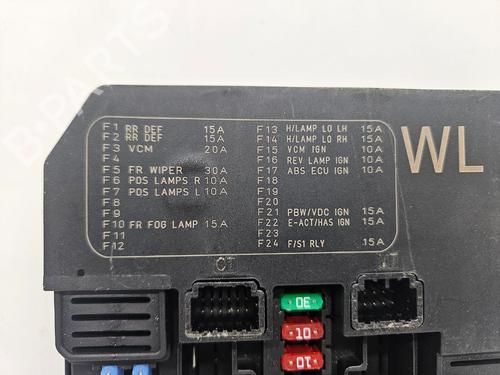 F1 RR DEF 15A
F2 RR DEF 15A
F3 VCM 20A
F4
F5 FR WIPER 30A
F6 POS LAMPS R 10A
F7 POS LAMPS L 10A
F8
F9
F10 FR FOG LAMP 15A
F11
F12
F13 H/LAMP LO LH 15A
F14 H/LAMP LO RH 15A
F15 VCM IGN 10A
F16 REV LAMP IGN 10A
F17 ABS ECU IGN 10A
F18
F19
F20
F21 PBW/VDC IGN 15A
F22 E-ACT/HAS IGN 15A
F23
F24 F/S1 RLY 15A
WL
30
10
10